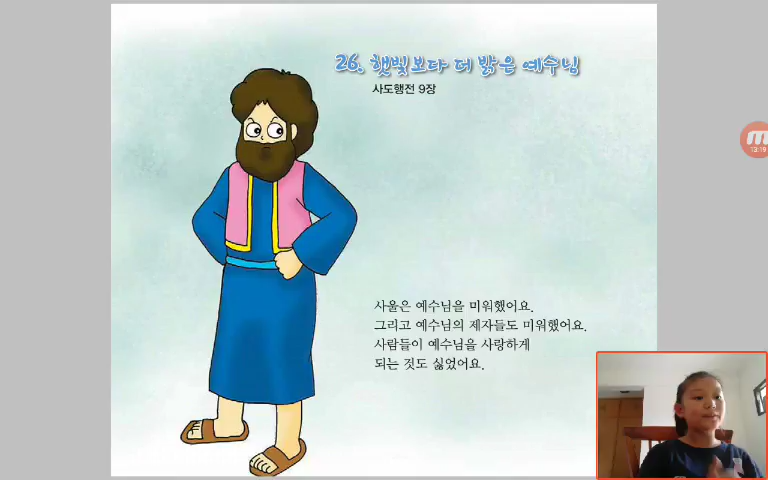 26. 햇빛보다 더 밝은 예수님
사도행전 9장
사울은 예수님을 미워했어요.
그리고 예수님의 제자들도 미워했어요.
사람들이 예수님을 사랑하게
되는 것도 싫었어요.
13:19